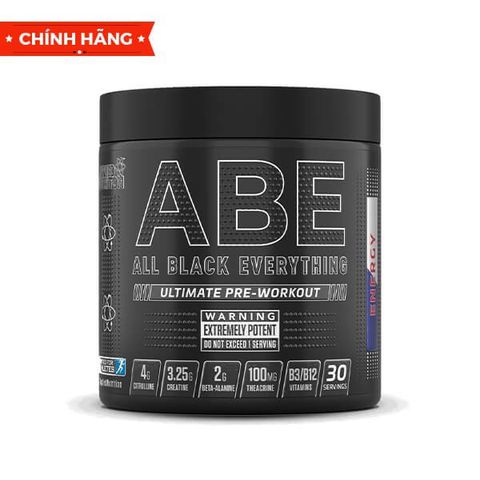 ★ CHÍNH HÃNG ★
ABE
ALL BLACK EVERYTHING
ULTIMATE PRE-WORKOUT
WARNING
EXTREMELY POTENT
DO NOT EXCEED 1 SERVING
4G CITRULLINE
3.25G CREATINE
2G BETA-ALANINE
100MG THEACRINE
B3/B12 VITAMINS
30 SERVINGS
ENERGY